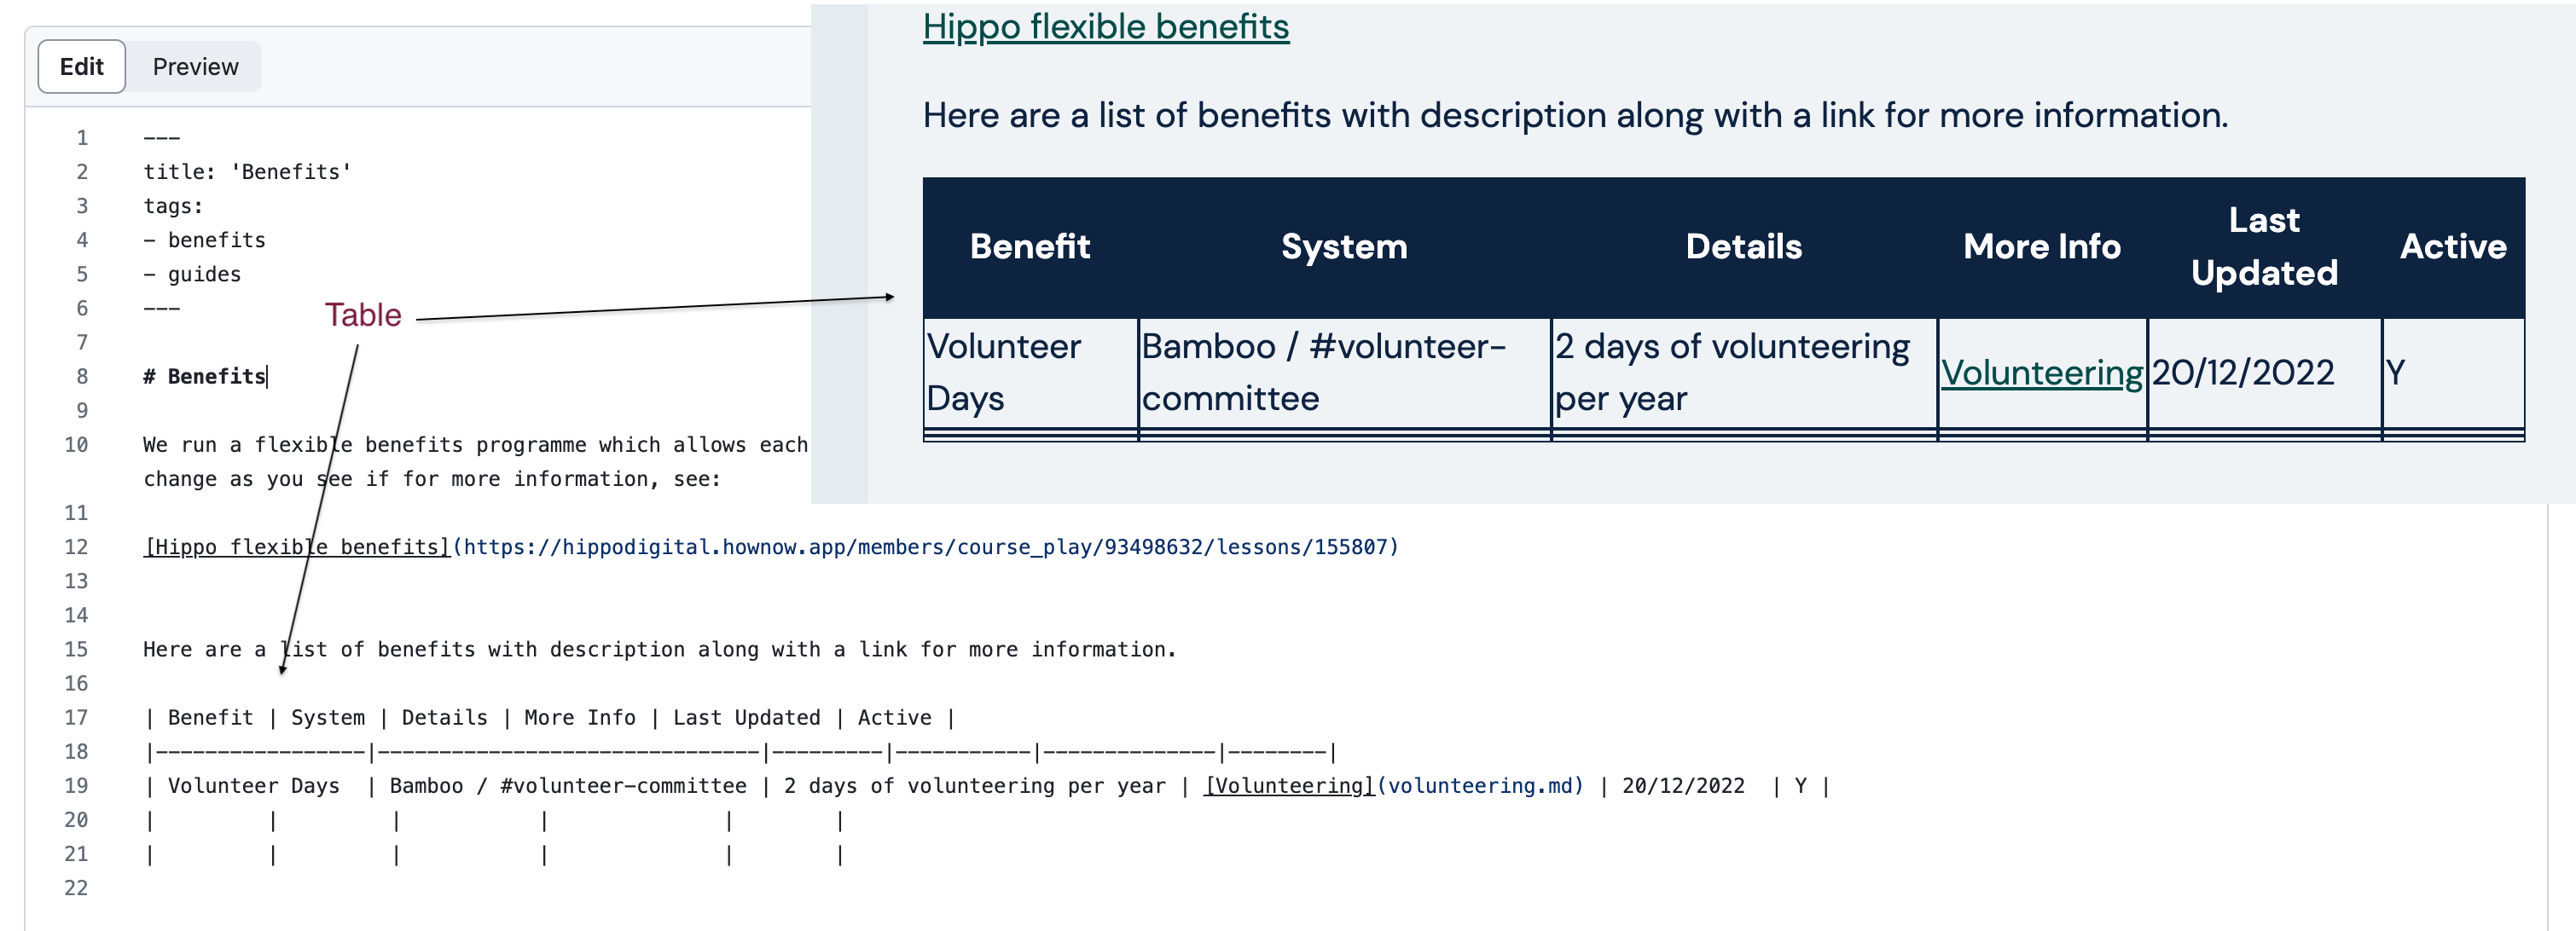 Edit Preview
1 ---
2 title: 'Benefits'
3 tags:
4 - benefits
5 - guides
6 ---
7
8 # Benefits
9
10 We run a flexible benefits programme which allows each
change as you see if for more information, see:
11
12 [Hippo flexible benefits](https://hippodigital.hownow.app/members/course_play/93498632/lessons/155807)
13
14
15 Here are a list of benefits with description along with a link for more information.
16
17 | Benefit | System | Details | More Info | Last Updated | Active |
18 |-----------------|-------------------------------|---------|-----------|--------------|--------|
19 | Volunteer Days  | Bamboo / #volunteer-committee | 2 days of volunteering per year | [Volunteering](volunteering.md) | 20/12/2022  | Y |
20 |         |         |           |              |        |
21 |         |         |           |              |        |
22
Table
Hippo flexible benefits
Here are a list of benefits with description along with a link for more information.
Benefit System Details More Info Last Updated Active
Volunteer Days Bamboo / #volunteer-committee 2 days of volunteering per year Volunteering 20/12/2022 Y